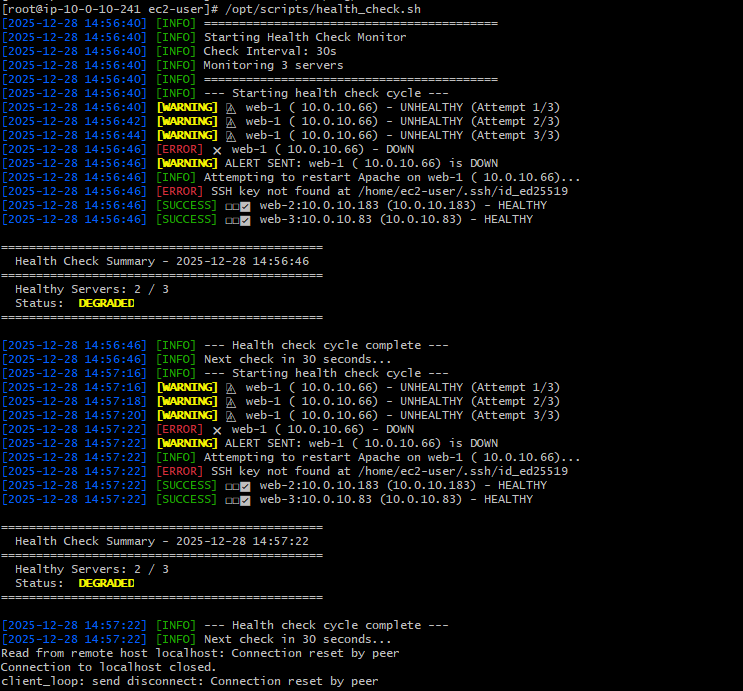 [root@ip-10-0-10-241 ec2-user]# /opt/scripts/health_check.sh
[2025-12-28 14:56:40] [INFO] ==========================================
[2025-12-28 14:56:40] [INFO] Starting Health Check Monitor
[2025-12-28 14:56:40] [INFO] Check Interval: 30s
[2025-12-28 14:56:40] [INFO] Monitoring 3 servers
[2025-12-28 14:56:40] [INFO] ==========================================
[2025-12-28 14:56:40] [INFO] --- Starting health check cycle ---
[2025-12-28 14:56:40] [WARNING] ⚠ web-1 ( 10.0.10.66) - UNHEALTHY (Attempt 1/3)
[2025-12-28 14:56:42] [WARNING] ⚠ web-1 ( 10.0.10.66) - UNHEALTHY (Attempt 2/3)
[2025-12-28 14:56:44] [WARNING] ⚠ web-1 ( 10.0.10.66) - UNHEALTHY (Attempt 3/3)
[2025-12-28 14:56:46] [ERROR] ✕ web-1 ( 10.0.10.66) - DOWN
[2025-12-28 14:56:46] [WARNING] ALERT SENT: web-1 ( 10.0.10.66) is DOWN
[2025-12-28 14:56:46] [INFO] Attempting to restart Apache on web-1 ( 10.0.10.66)...
[2025-12-28 14:56:46] [ERROR] SSH key not found at /home/ec2-user/.ssh/id_ed25519
[2025-12-28 14:56:46] [SUCCESS] □□☑ web-2:10.0.10.183 (10.0.10.183) - HEALTHY
[2025-12-28 14:56:46] [SUCCESS] □□☑ web-3:10.0.10.83 (10.0.10.83) - HEALTHY
==========================================
Health Check Summary - 2025-12-28 14:56:46
==========================================
Healthy Servers: 2 / 3
Status: DEGRADED
==========================================
[2025-12-28 14:56:46] [INFO] --- Health check cycle complete ---
[2025-12-28 14:56:46] [INFO] Next check in 30 seconds...
[2025-12-28 14:57:16] [INFO] --- Starting health check cycle ---
[2025-12-28 14:57:16] [WARNING] ⚠ web-1 ( 10.0.10.66) - UNHEALTHY (Attempt 1/3)
[2025-12-28 14:57:18] [WARNING] ⚠ web-1 ( 10.0.10.66) - UNHEALTHY (Attempt 2/3)
[2025-12-28 14:57:20] [WARNING] ⚠ web-1 ( 10.0.10.66) - UNHEALTHY (Attempt 3/3)
[2025-12-28 14:57:22] [ERROR] ✕ web-1 ( 10.0.10.66) - DOWN
[2025-12-28 14:57:22] [WARNING] ALERT SENT: web-1 ( 10.0.10.66) is DOWN
[2025-12-28 14:57:22] [INFO] Attempting to restart Apache on web-1 ( 10.0.10.66)...
[2025-12-28 14:57:22] [ERROR] SSH key not found at /home/ec2-user/.ssh/id_ed25519
[2025-12-28 14:57:22] [SUCCESS] □□☑ web-2:10.0.10.183 (10.0.10.183) - HEALTHY
[2025-12-28 14:57:22] [SUCCESS] □□☑ web-3:10.0.10.83 (10.0.10.83) - HEALTHY
==========================================
Health Check Summary - 2025-12-28 14:57:22
==========================================
Healthy Servers: 2 / 3
Status: DEGRADED
==========================================
[2025-12-28 14:57:22] [INFO] --- Health check cycle complete ---
[2025-12-28 14:57:22] [INFO] Next check in 30 seconds...
Read from remote host localhost: Connection reset by peer
Connection to localhost closed.
client_loop: send disconnect: Connection reset by peer